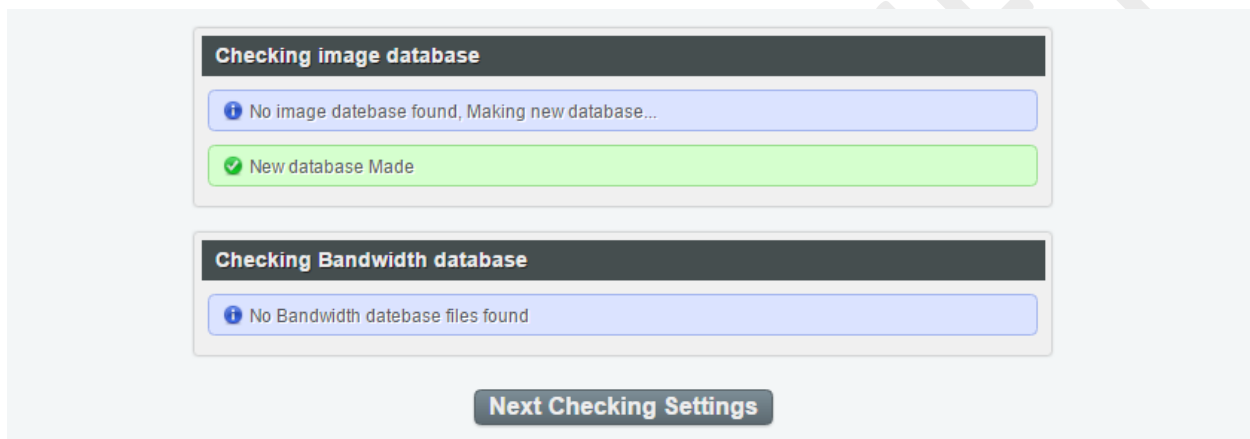 Checking image database
No image datebase found, Making new database...
New database Made
Checking Bandwidth database
No Bandwidth datebase files found
Next Checking Settings